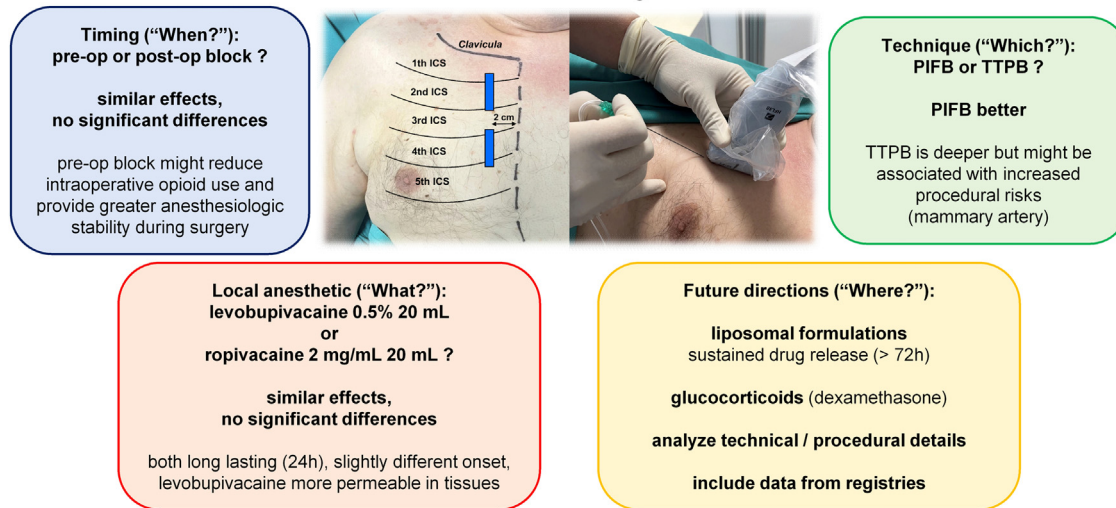 Timing (“When?”):
pre-op or post-op block ?
similar effects,
no significant differences
pre-op block might reduce
intraoperative opioid use and
provide greater anesthesiologic
stability during surgery
Clavicula
1th ICS
2nd ICS
3rd ICS
2 cm
4th ICS
5th ICS
Technique (“Which?”):
PIFB or TTPB ?
PIFB better
TTPB is deeper but might be
associated with increased
procedural risks
(mammary artery)
Local anesthetic (“What?”):
levobupivacaine 0.5% 20 mL
or
ropivacaine 2 mg/mL 20 mL ?
similar effects,
no significant differences
both long lasting (24h), slightly different onset,
levobupivacaine more permeable in tissues
Future directions (“Where?”):
liposomal formulations
sustained drug release (> 72h)
glucocorticoids (dexamethasone)
analyze technical / procedural details
include data from registries